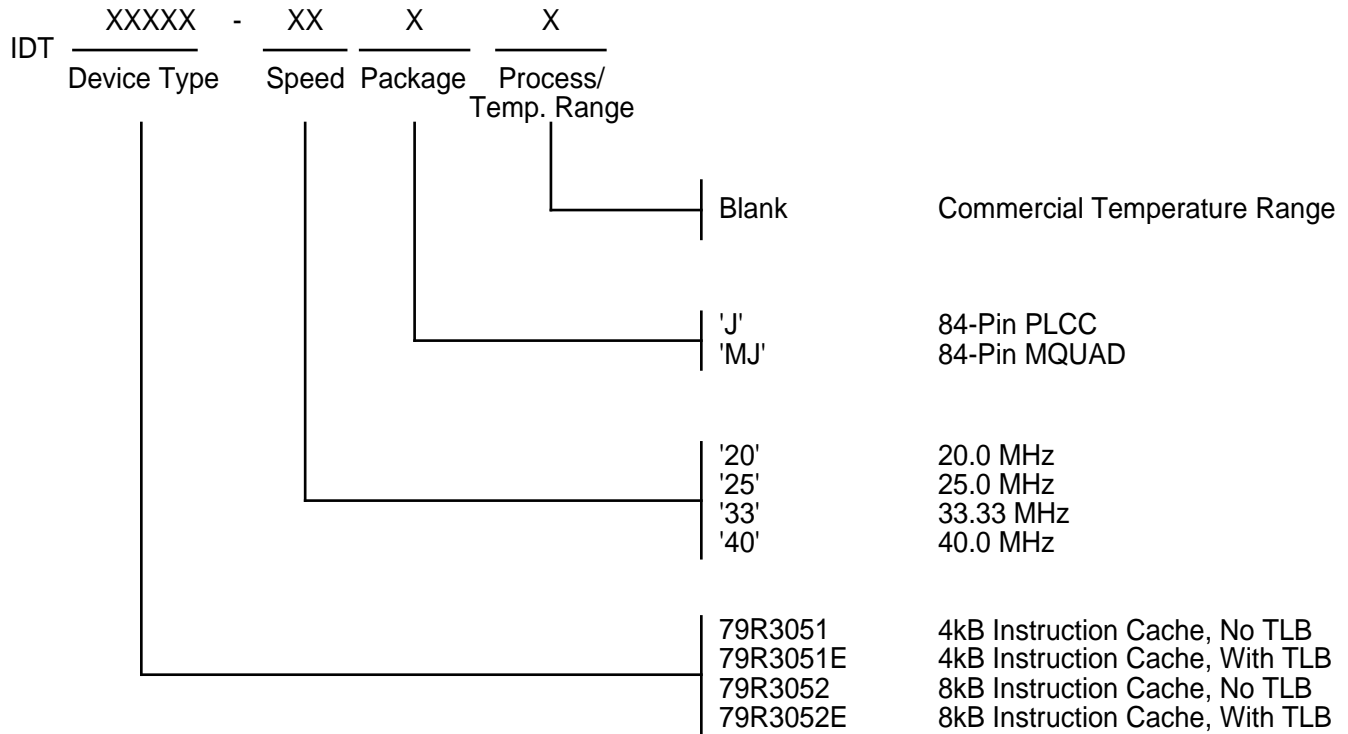 XXXXX - XX X X
IDT
Device Type Speed Package Process/
Temp. Range
Blank Commercial Temperature Range
'J' 84-Pin PLCC
'MJ' 84-Pin MQUAD
'20' 20.0 MHz
'25' 25.0 MHz
'33' 33.33 MHz
'40' 40.0 MHz
79R3051 4kB Instruction Cache, No TLB
79R3051E 4kB Instruction Cache, With TLB
79R3052 8kB Instruction Cache, No TLB
79R3052E 8kB Instruction Cache, With TLB